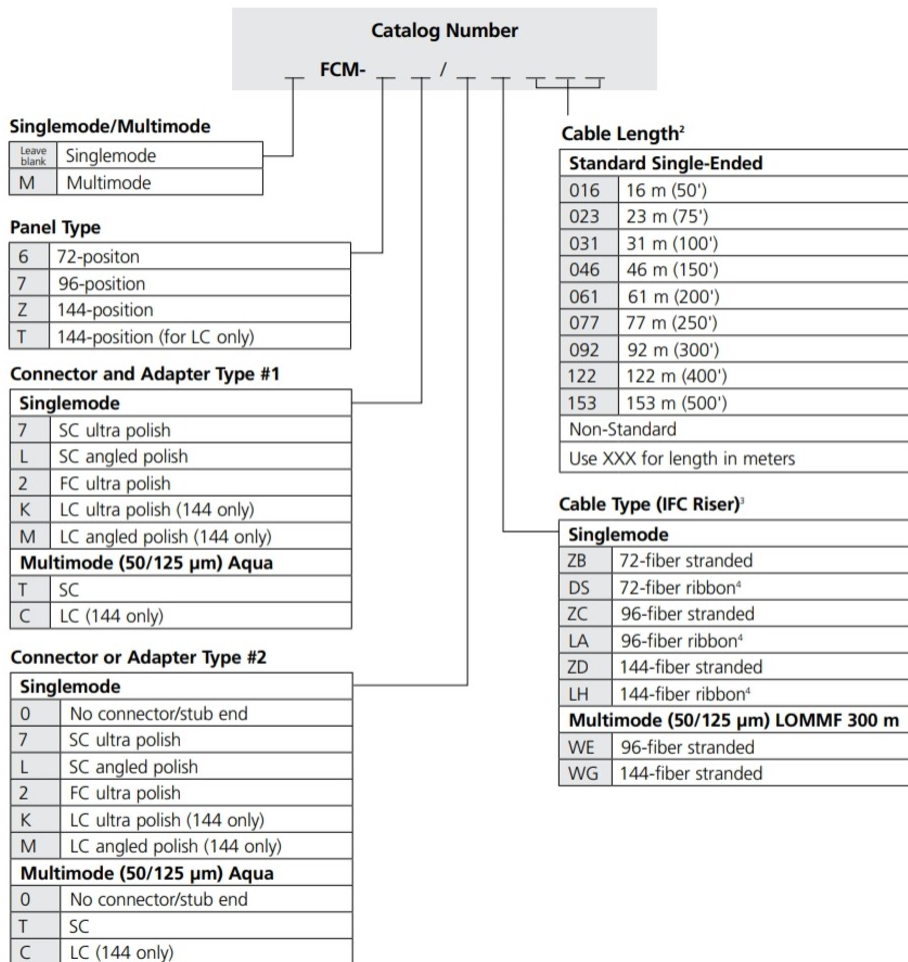 Catalog Number
__ FCM- __ __ / __ __ __ __ __
Singlemode/Multimode
Leave blank Singlemode
M Multimode
Panel Type
6 72-positon
7 96-position
Z 144-position
T 144-position (for LC only)
Connector and Adapter Type #1
Singlemode
7 SC ultra polish
L SC angled polish
2 FC ultra polish
K LC ultra polish (144 only)
M LC angled polish (144 only)
Multimode (50/125 µm) Aqua
T SC
C LC (144 only)
Connector or Adapter Type #2
Singlemode
0 No connector/stub end
7 SC ultra polish
L SC angled polish
2 FC ultra polish
K LC ultra polish (144 only)
M LC angled polish (144 only)
Multimode (50/125 µm) Aqua
0 No connector/stub end
T SC
C LC (144 only)
Cable Length²
Standard Single-Ended
016 16 m (50')
023 23 m (75')
031 31 m (100')
046 46 m (150')
061 61 m (200')
077 77 m (250')
092 92 m (300')
122 122 m (400')
153 153 m (500')
Non-Standard
Use XXX for length in meters
Cable Type (IFC Riser)³
Singlemode
ZB 72-fiber stranded
DS 72-fiber ribbon⁴
ZC 96-fiber stranded
LA 96-fiber ribbon⁴
ZD 144-fiber stranded
LH 144-fiber ribbon⁴
Multimode (50/125 µm) LOMMF 300 m
WE 96-fiber stranded
WG 144-fiber stranded